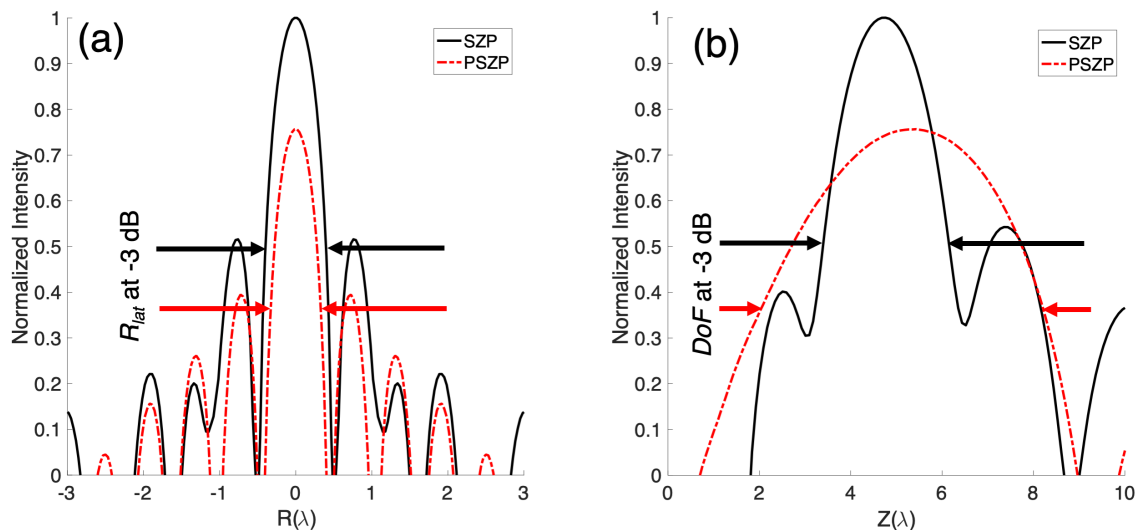 (a)
SZP
PSZP
Normalized Intensity
1
0.9
0.8
0.7
0.6
0.5
0.4
0.3
0.2
0.1
0
R_lat at -3 dB
-3 -2 -1 0 1 2 3
R(λ)
(b)
SZP
PSZP
Normalized Intensity
1
0.9
0.8
0.7
0.6
0.5
0.4
0.3
0.2
0.1
0
DoF at -3 dB
0 2 4 6 8 10
Z(λ)